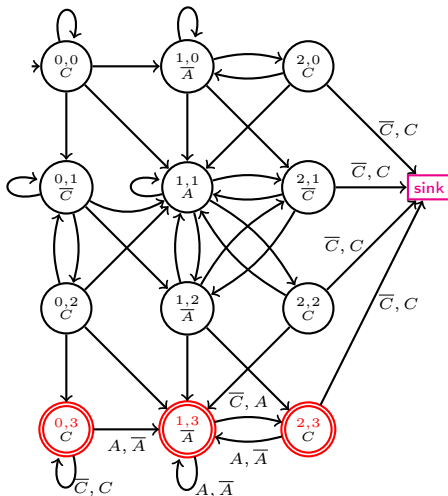 0,0
C
1,0
A̅
2,0
C
C̅, C
0,1
C̅
1,1
A
2,1
C̅
C̅, C
sink
C̅, C
0,2
C
1,2
A̅
2,2
C
C̅, C
0,3
C
A, A̅
1,3
A̅
C̅, A
A, A̅
2,3
C
C̅, C
A, A̅